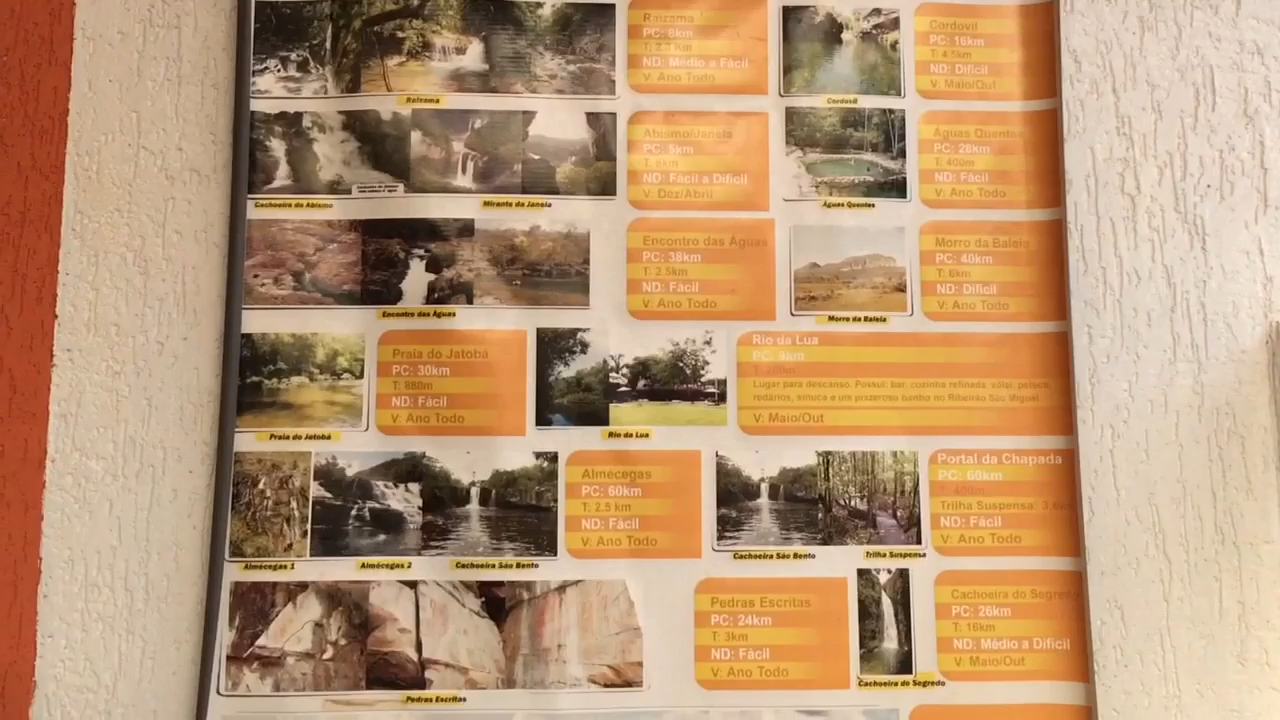 Raizama
PC: 8km
T: 2.3 Km
ND: Médio a Fácil
V: Ano Todo
Raizama
Cordovil
PC: 16km
T: 4.5km
ND: Difícil
V: Maio/Out
Cordovil
Abismo/Janela
PC: 5km
T: 8km
ND: Fácil a Difícil
V: Dez/Abril
Cachoeira do Abismo
Mirante da Janela
Águas Quentes
PC: 28km
T: 400m
ND: Fácil
V: Ano Todo
Águas Quentes
Encontro das Águas
PC: 38km
T: 2.5km
ND: Fácil
V: Ano Todo
Encontro das Águas
Morro da Baleia
PC: 40km
T: 6km
ND: Difícil
V: Ano Todo
Morro da Baleia
Praia do Jatobá
PC: 30km
T: 880m
ND: Fácil
V: Ano Todo
Praia do Jatobá
Rio da Lua
PC: 9km
Lugar para descanso. Possui: bar, cozinha refinada, vôlei, peteca,
redários, sinuca e um prazeroso banho no Ribeirão São Miguel.
V: Maio/Out
Rio da Lua
Almécegas
PC: 60km
T: 2.5 km
ND: Fácil
V: Ano Todo
Almécegas 1
Almécegas 2
Cachoeira São Bento
Portal da Chapada
PC: 60km
T: 400m
Trilha Suspensa:
ND: Fácil
V: Ano Todo
Cachoeira São Bento
Trilha Suspensa
Pedras Escritas
PC: 24km
T: 3km
ND: Fácil
V: Ano Todo
Pedras Escritas
Cachoeira do Segredo
PC: 26km
T: 16km
ND: Médio a Difícil
V: Maio/Out
Cachoeira do Segredo